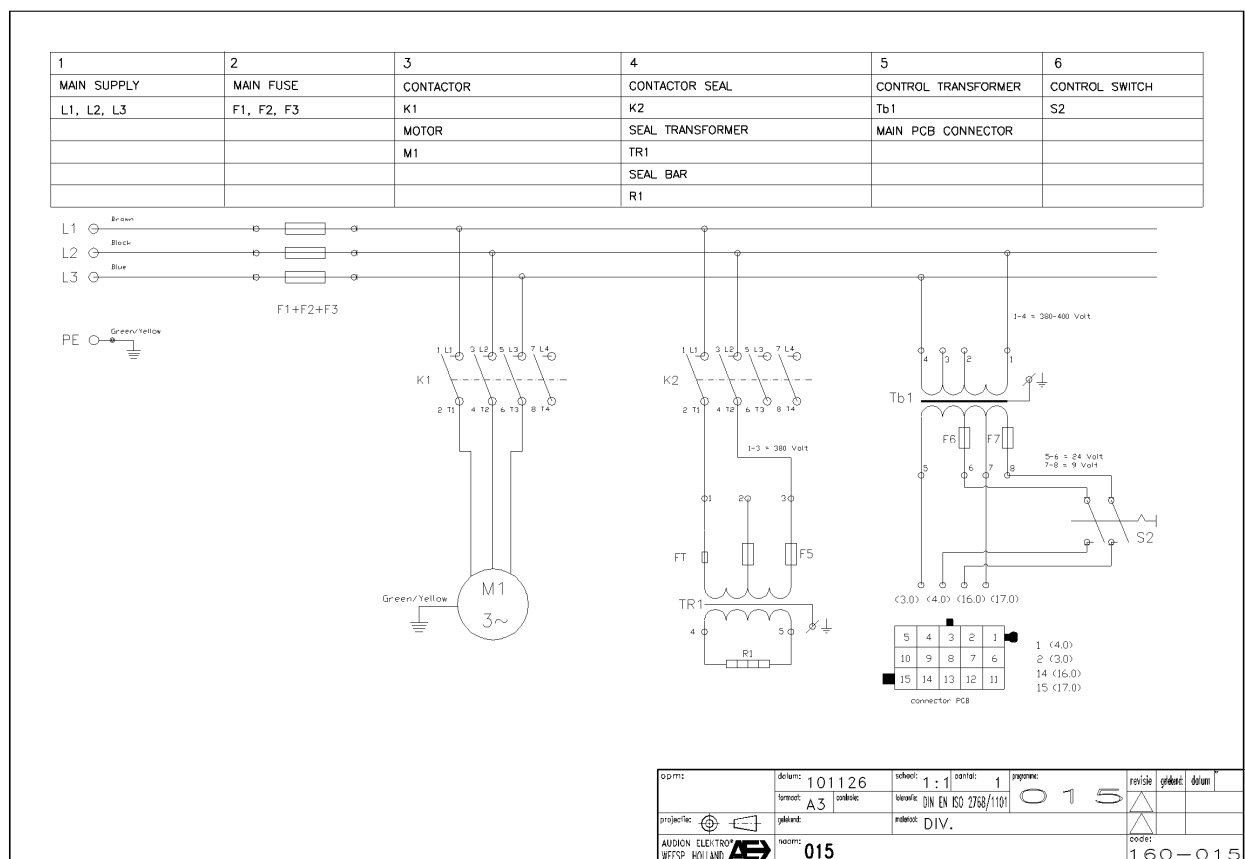 1 2 3 4 5 6
MAIN SUPPLY MAIN FUSE CONTACTOR CONTACTOR SEAL CONTROL TRANSFORMER CONTROL SWITCH
L1, L2, L3 F1, F2, F3 K1 K2 Tb1 S2
MOTOR SEAL TRANSFORMER MAIN PCB CONNECTOR
M1 TR1
SEAL BAR
R1
L1 Brown
L2 Black
L3 Blue
F1+F2+F3
PE Green/Yellow
1-4 = 380-400 Volt
1 L1 3 L2 5 L3 7 L4
K1
2 T1 4 T2 6 T3 8 T4
1 L1 3 L2 5 L3 7 L4
K2
2 T1 4 T2 6 T3 8 T4
4 3 2 1
Tb1
F6 F7
1-3 = 380 Volt
5-6 = 24 Volt
7-8 = 9 Volt
5 6 7 8
S2
1 2 3
FT F5
TR1
4 5
R1
M1
3~
Green/Yellow
(3.0) (4.0) (16.0) (17.0)
5 4 3 2 1
10 9 8 7 6
15 14 13 12 11
connector PCB
1 (4.0)
2 (3.0)
14 (16.0)
15 (17.0)
opm: datum: 101126 schaal: 1:1 aantal: 1 programma: 015 revisie getekend: datum
formaat: A3 controle: tolerantie: DIN EN ISO 2768/1101
projectie: getekend: materiaal: DIV.
AUDION ELEKTRO naam: 015 code:
WEESP HOLLAND AE 160-015